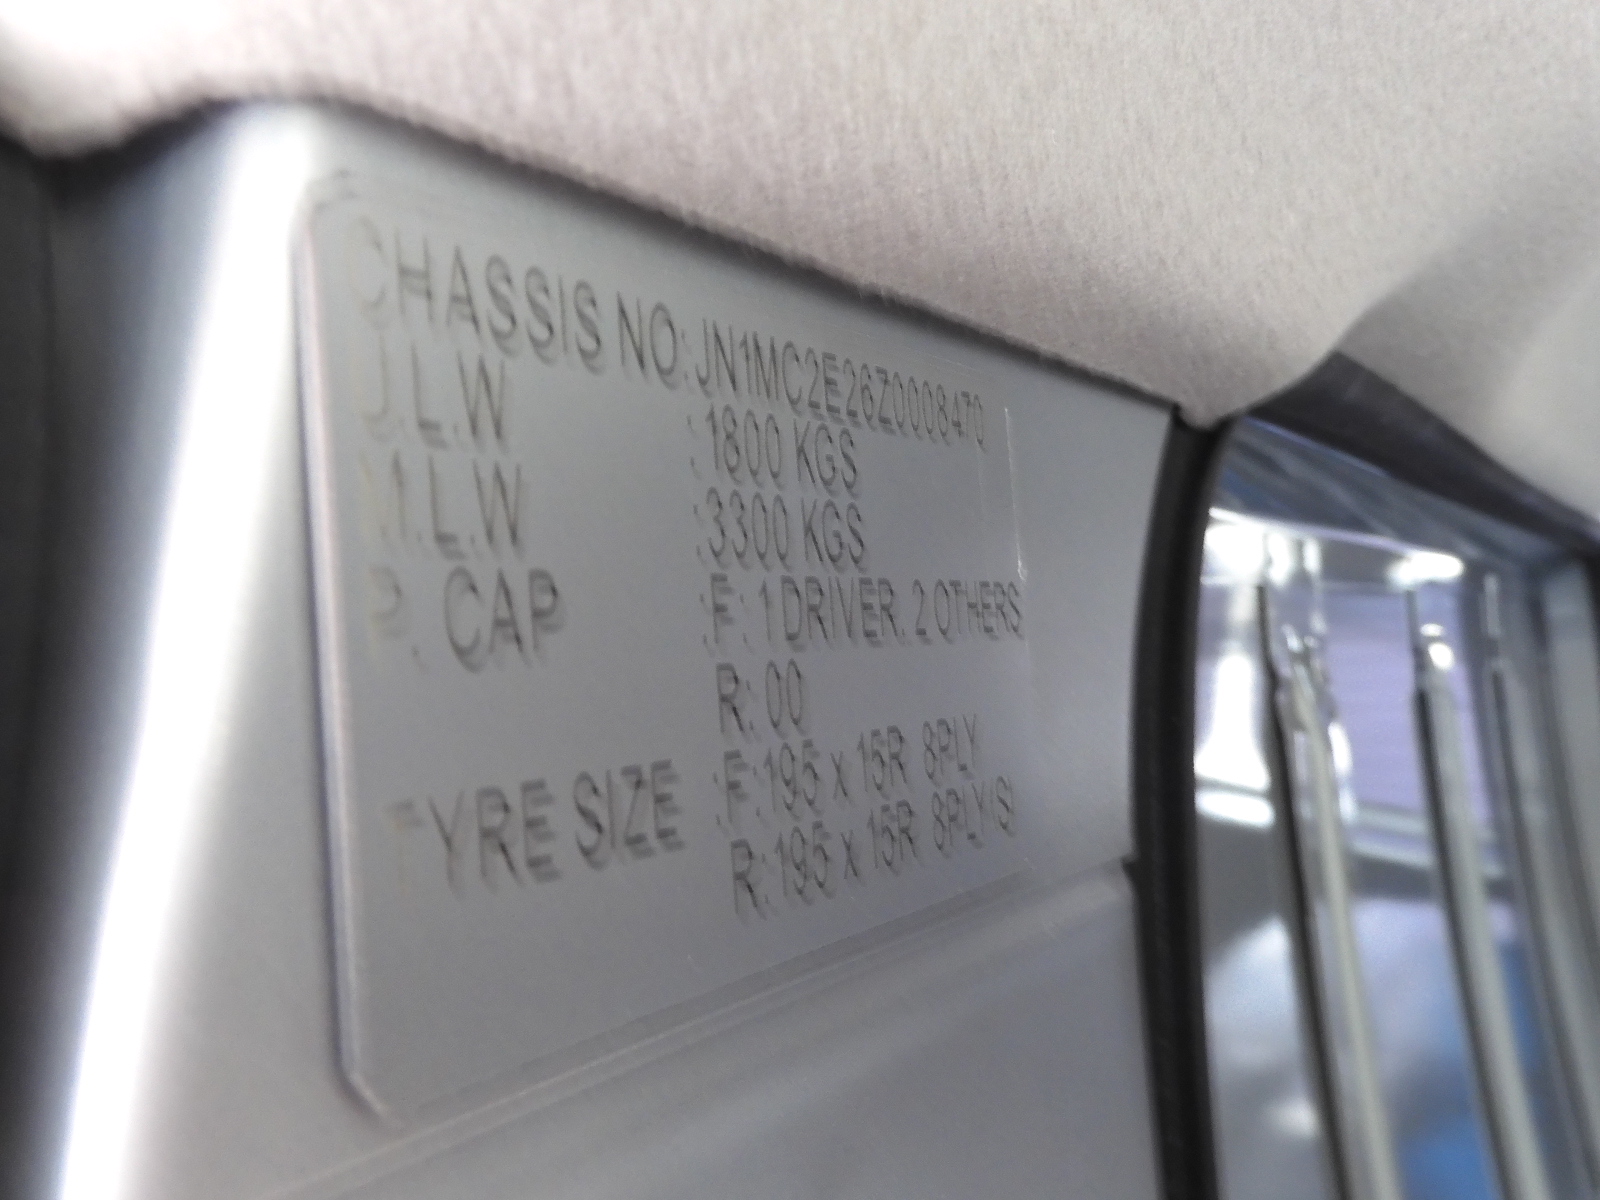 CHASSIS NO: JN1MC2E26Z0008470
U.L.W :1800 KGS
M.L.W :3300 KGS
P. CAP :F: 1 DRIVER. 2 OTHERS
R: 00
TYRE SIZE :F:195 x 15R 8PLY
R:195 x 15R 8PLY(S)